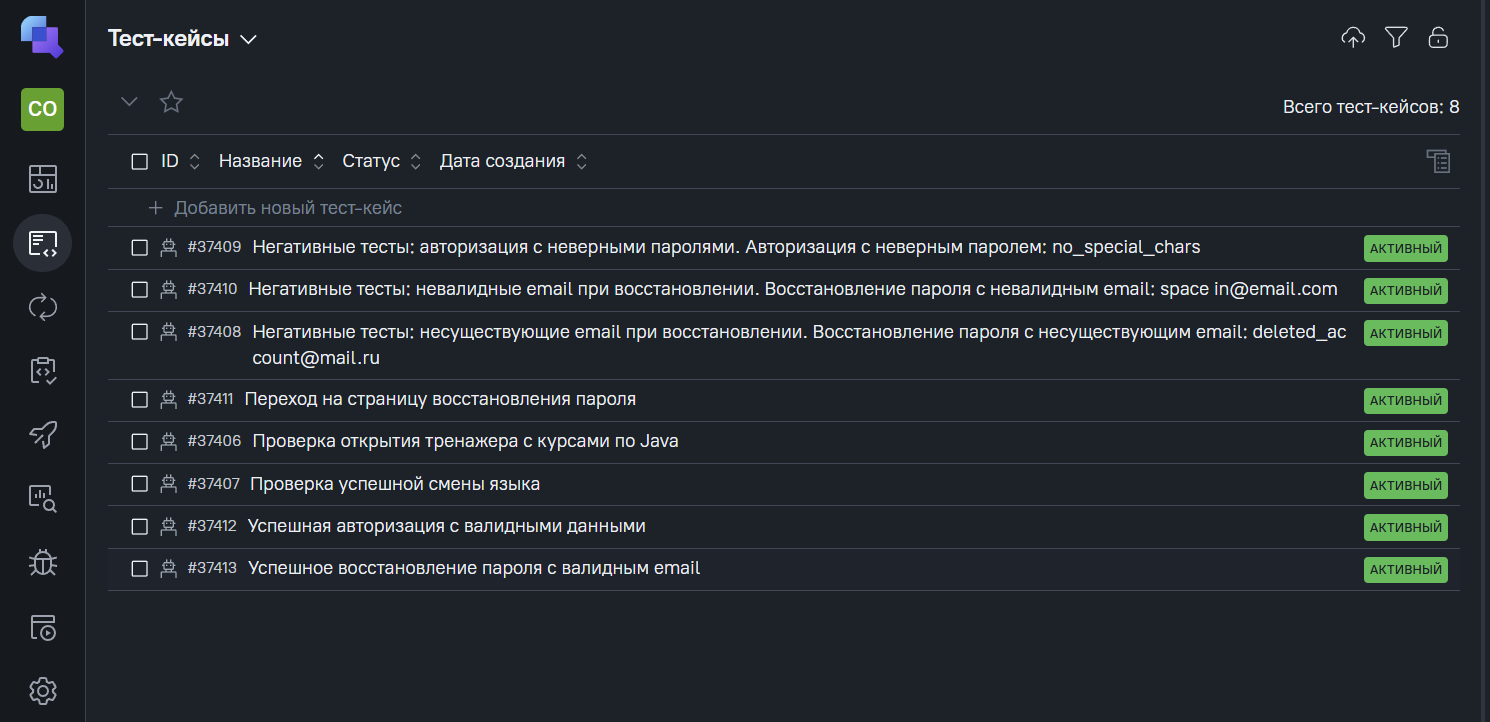 Тест-кейсы
CO
Всего тест-кейсов: 8
ID Название Статус Дата создания
+ Добавить новый тест-кейс
#37409 Негативные тесты: авторизация с неверными паролями. Авторизация с неверным паролем: no_special_chars АКТИВНЫЙ
#37410 Негативные тесты: невалидные email при восстановлении. Восстановление пароля с невалидным email: space in@email.com АКТИВНЫЙ
#37408 Негативные тесты: несуществующие email при восстановлении. Восстановление пароля с несуществующим email: deleted_ac АКТИВНЫЙ
count@mail.ru
#37411 Переход на страницу восстановления пароля АКТИВНЫЙ
#37406 Проверка открытия тренажера с курсами по Java АКТИВНЫЙ
#37407 Проверка успешной смены языка АКТИВНЫЙ
#37412 Успешная авторизация с валидными данными АКТИВНЫЙ
#37413 Успешное восстановление пароля с валидным email АКТИВНЫЙ